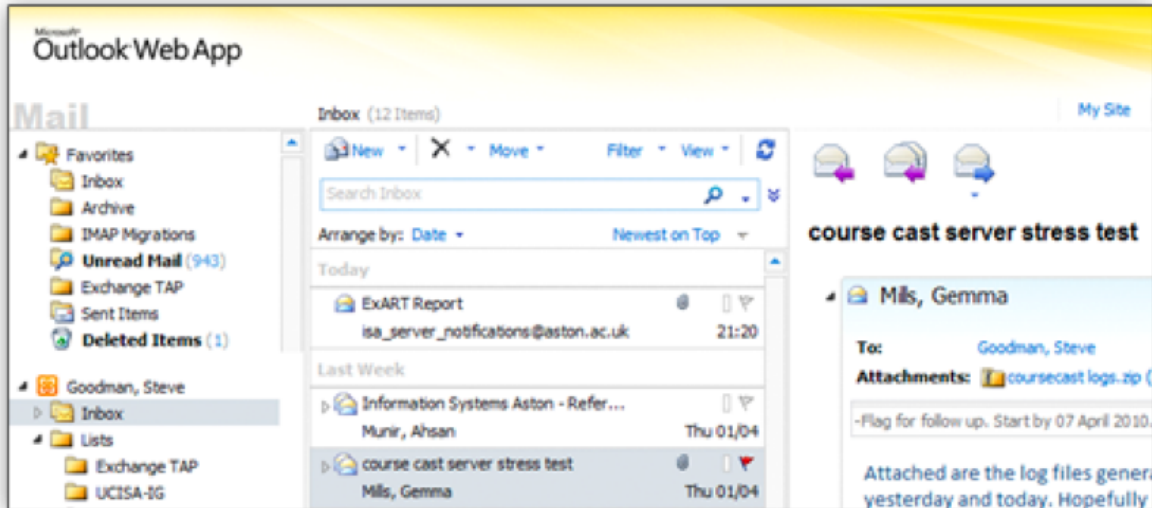 Microsoft
Outlook Web App
Mail
Favorites
Inbox
Archive
IMAP Migrations
Unread Mail (943)
Exchange TAP
Sent Items
Deleted Items (1)
Goodman, Steve
Inbox
Lists
Exchange TAP
UCISA-IG
Inbox (12 Items)
New Move Filter View
Search Inbox
Arrange by: Date Newest on Top
Today
ExART Report
isa_server_notifications@aston.ac.uk 21:20
Last Week
Information Systems Aston - Refer...
Munir, Ahsan Thu 01/04
course cast server stress test
Mills, Gemma Thu 01/04
My Site
course cast server stress test
Mills, Gemma
To: Goodman, Steve
Attachments: coursecast logs.zip (
-Flag for follow up. Start by 07 April 2010.
Attached are the log files genera
yesterday and today. Hopefully